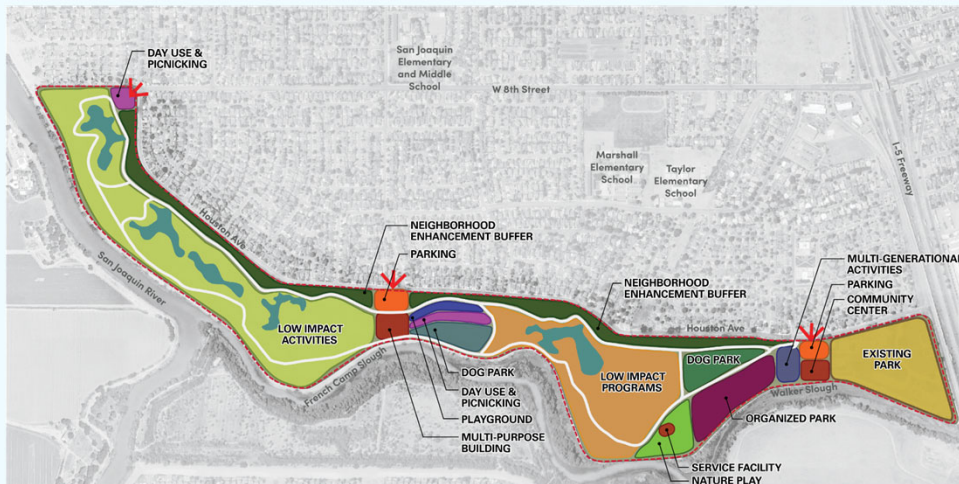 DAY USE &
PICNICKING
San Joaquin
Elementary
and Middle
School
W 8th Street
I-5 Freeway
Marshall
Elementary
School
Taylor
Elementary
School
Houston Ave
NEIGHBORHOOD
ENHANCEMENT BUFFER
PARKING
San Joaquin River
NEIGHBORHOOD
ENHANCEMENT BUFFER
MULTI-GENERATIONAL
ACTIVITIES
PARKING
COMMUNITY
CENTER
Houston Ave
LOW IMPACT
ACTIVITIES
French Camp Slough
DOG PARK
DAY USE &
PICNICKING
PLAYGROUND
MULTI-PURPOSE
BUILDING
LOW IMPACT
PROGRAMS
DOG PARK
EXISTING
PARK
Walker Slough
ORGANIZED PARK
SERVICE FACILITY
NATURE PLAY